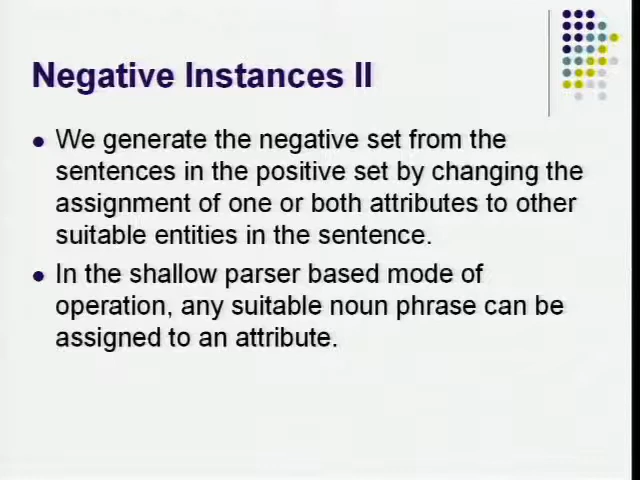 Negative Instances II
We generate the negative set from the
sentences in the positive set by changing the
assignment of one or both attributes to other
suitable entities in the sentence.
In the shallow parser based mode of
operation, any suitable noun phrase can be
assigned to an attribute.